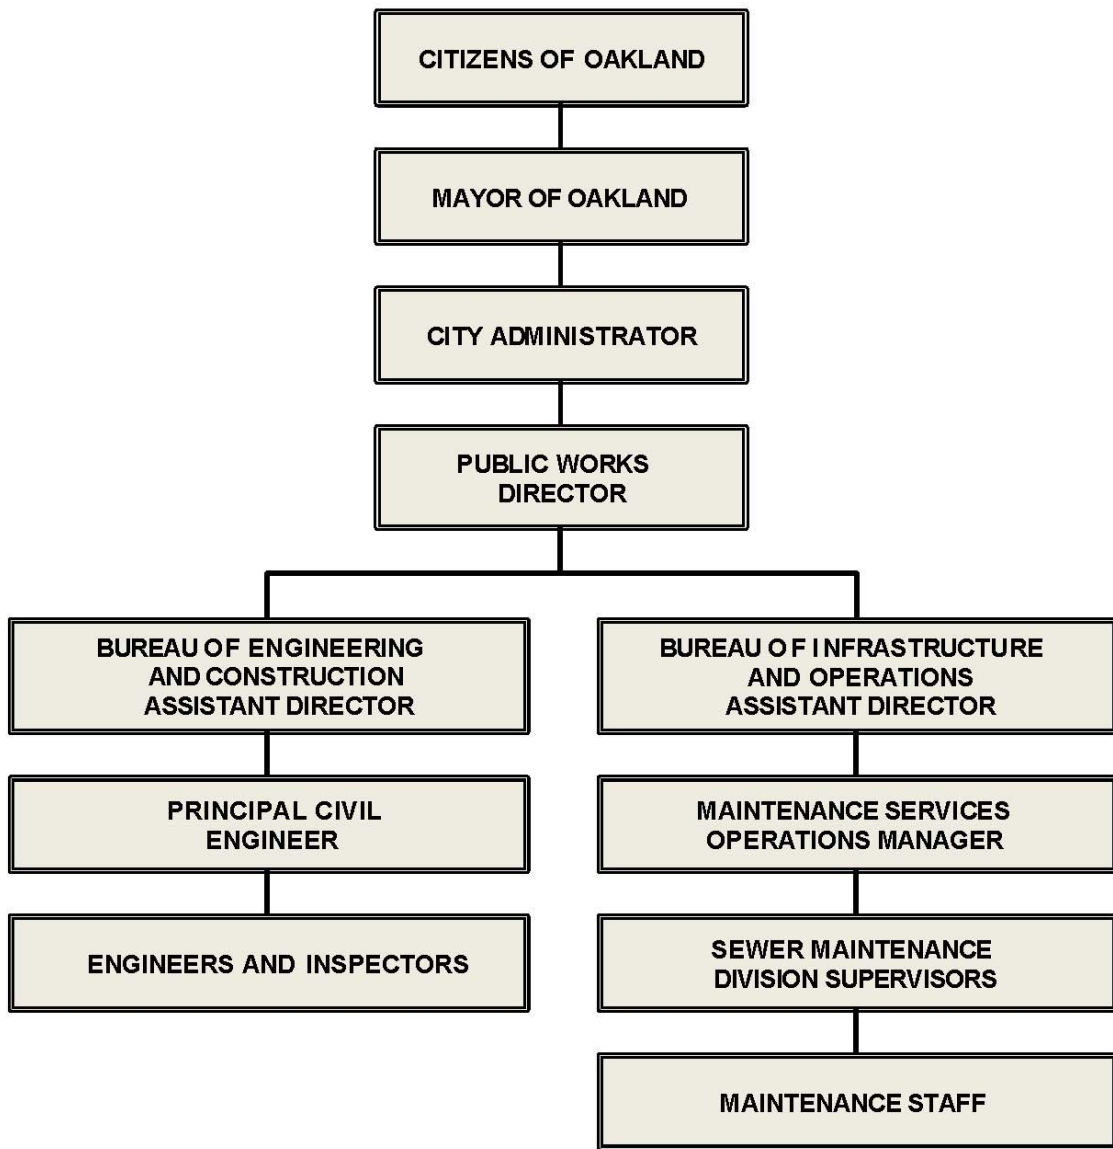 CITIZENS OF OAKLAND
MAYOR OF OAKLAND
CITY ADMINISTRATOR
PUBLIC WORKS
DIRECTOR
BUREAU OF ENGINEERING
AND CONSTRUCTION
ASSISTANT DIRECTOR
PRINCIPAL CIVIL
ENGINEER
ENGINEERS AND INSPECTORS
BUREAU OF INFRASTRUCTURE
AND OPERATIONS
ASSISTANT DIRECTOR
MAINTENANCE SERVICES
OPERATIONS MANAGER
SEWER MAINTENANCE
DIVISION SUPERVISORS
MAINTENANCE STAFF